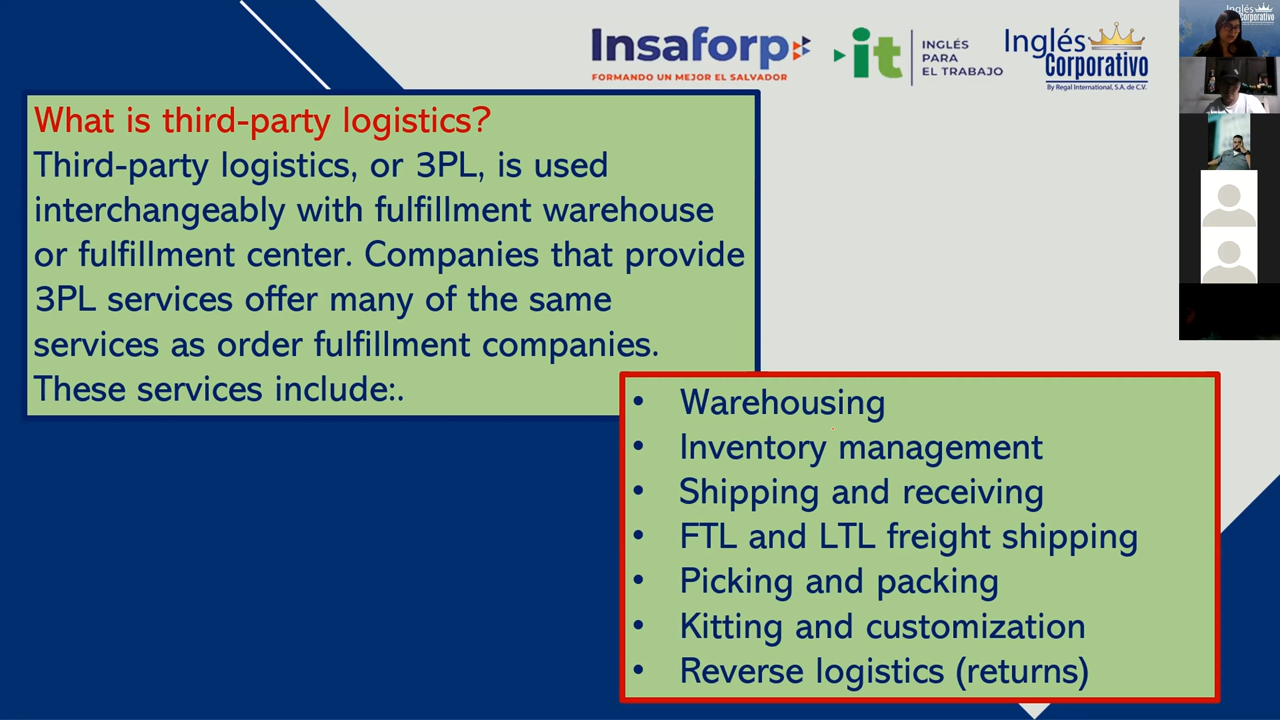 Insaforp
FORMANDO UN MEJOR EL SALVADOR
it
INGLÉS
PARA
EL TRABAJO
Inglés
Corporativo
By Regal International, S.A. de C.V.
Inglés
Corporativo
What is third-party logistics?
Third-party logistics, or 3PL, is used
interchangeably with fulfillment warehouse
or fulfillment center. Companies that provide
3PL services offer many of the same
services as order fulfillment companies.
These services include:.
• Warehousing
• Inventory management
• Shipping and receiving
• FTL and LTL freight shipping
• Picking and packing
• Kitting and customization
• Reverse logistics (returns)